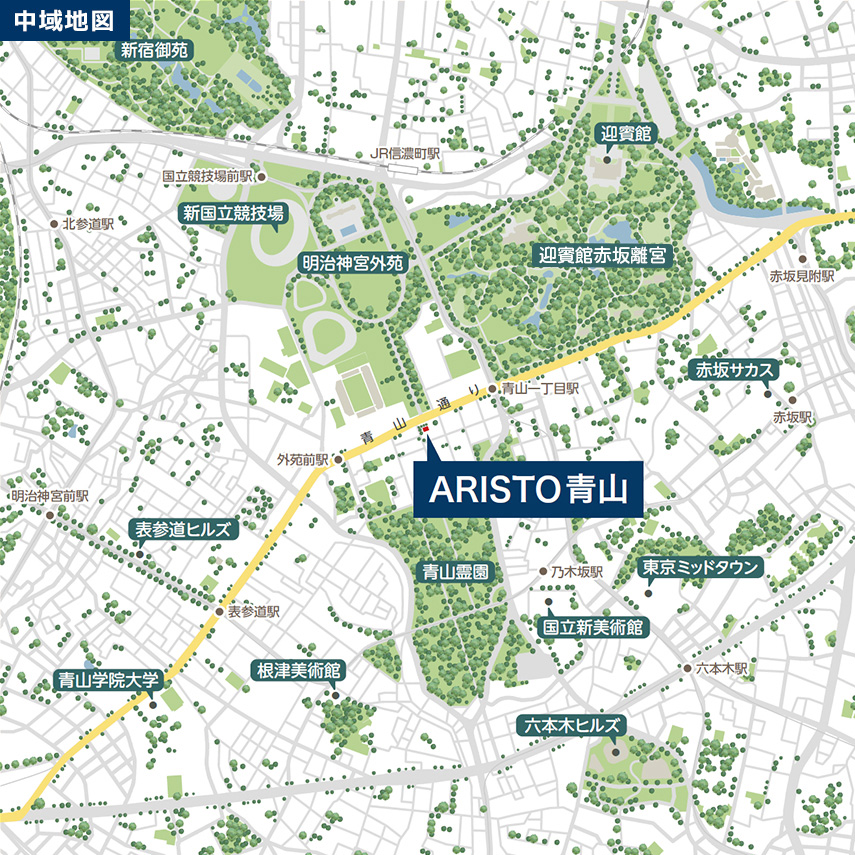 中域地図
新宿御苑
迎賓館
JR信濃町駅
国立競技場前駅
新国立競技場
北参道駅
明治神宮外苑
迎賓館赤坂離宮
赤坂見附駅
赤坂サカス
青山一丁目駅
赤坂駅
青山通り
外苑前駅
ARISTO青山
明治神宮前駅
表参道ヒルズ
青山霊園
乃木坂駅
東京ミッドタウン
表参道駅
国立新美術館
根津美術館
六本木駅
青山学院大学
六本木ヒルズ